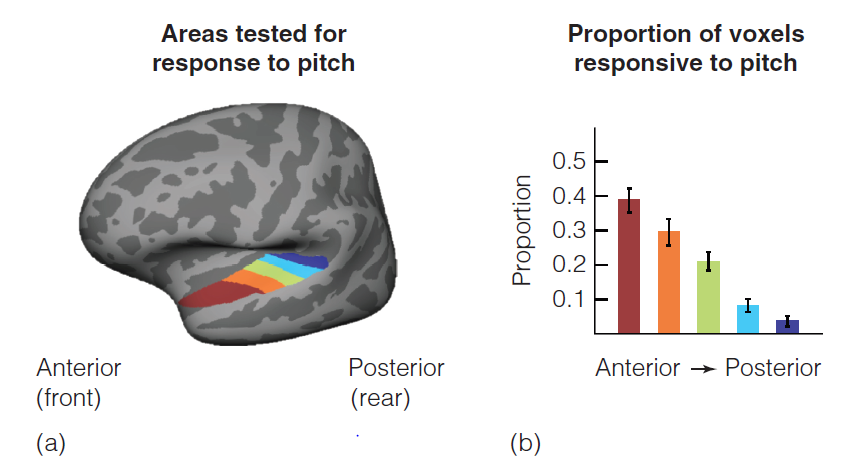 Areas tested for
response to pitch
Anterior
(front)
Posterior
(rear)
(a)
Proportion of voxels
responsive to pitch
Proportion
0.5
0.4
0.3
0.2
0.1
Anterior → Posterior
(b)